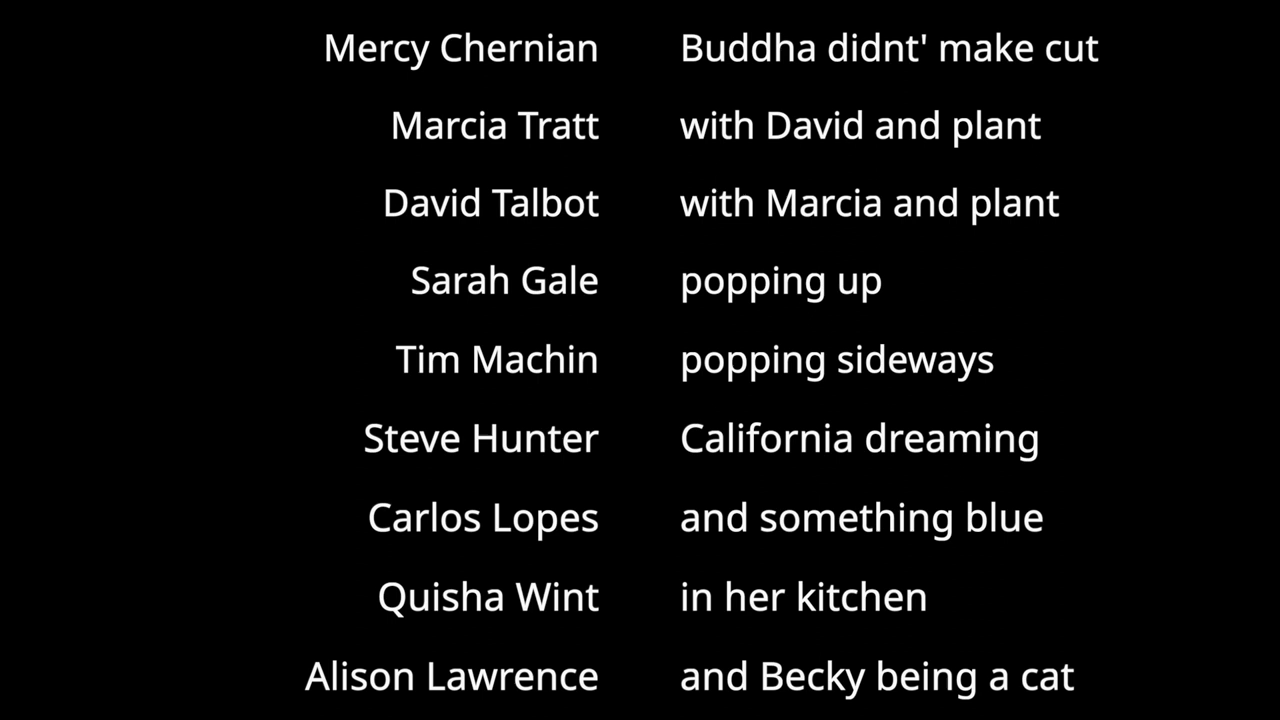 Mercy Chernian Buddha didnt' make cut
Marcia Tratt with David and plant
David Talbot with Marcia and plant
Sarah Gale popping up
Tim Machin popping sideways
Steve Hunter California dreaming
Carlos Lopes and something blue
Quisha Wint in her kitchen
Alison Lawrence and Becky being a cat